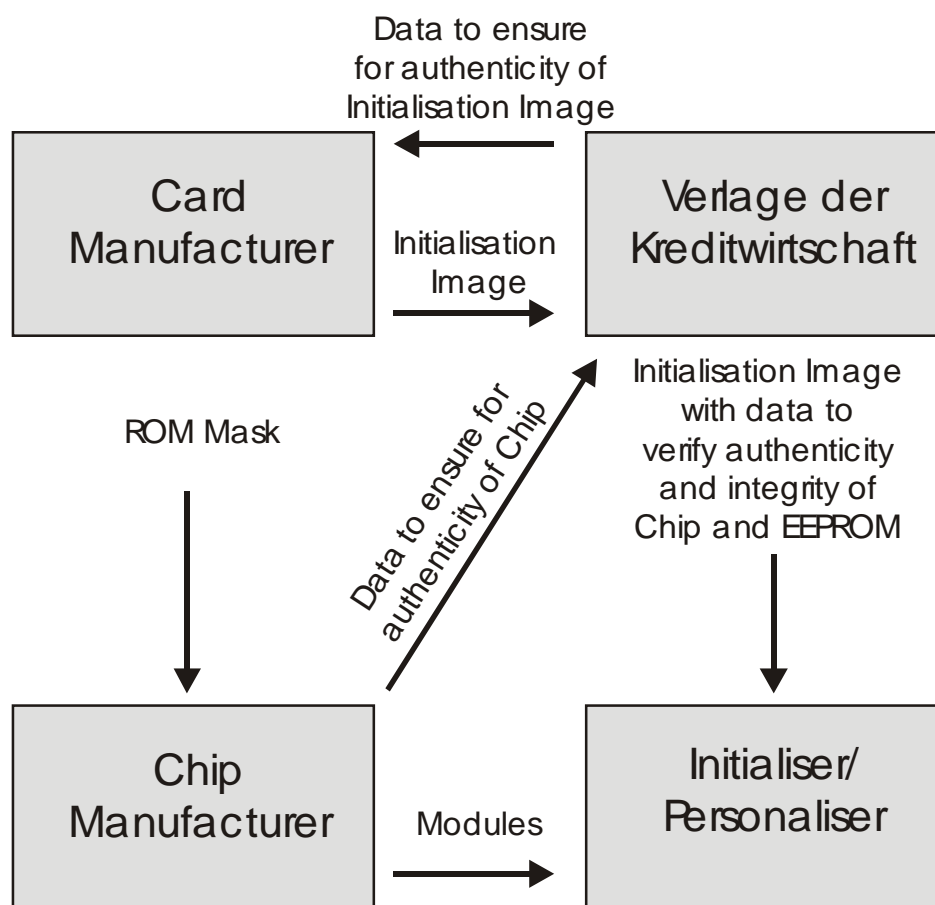 Data to ensure
for authenticity of
Initialisation Image
Card
Manufacturer
Initialisation
Image
Verlage der
Kreditwirtschaft
ROM Mask
Data to ensure for
authenticity of Chip
Initialisation Image
with data to
verify authenticity
and integrity of
Chip and EEPROM
Chip
Manufacturer
Modules
Initialiser/
Personaliser